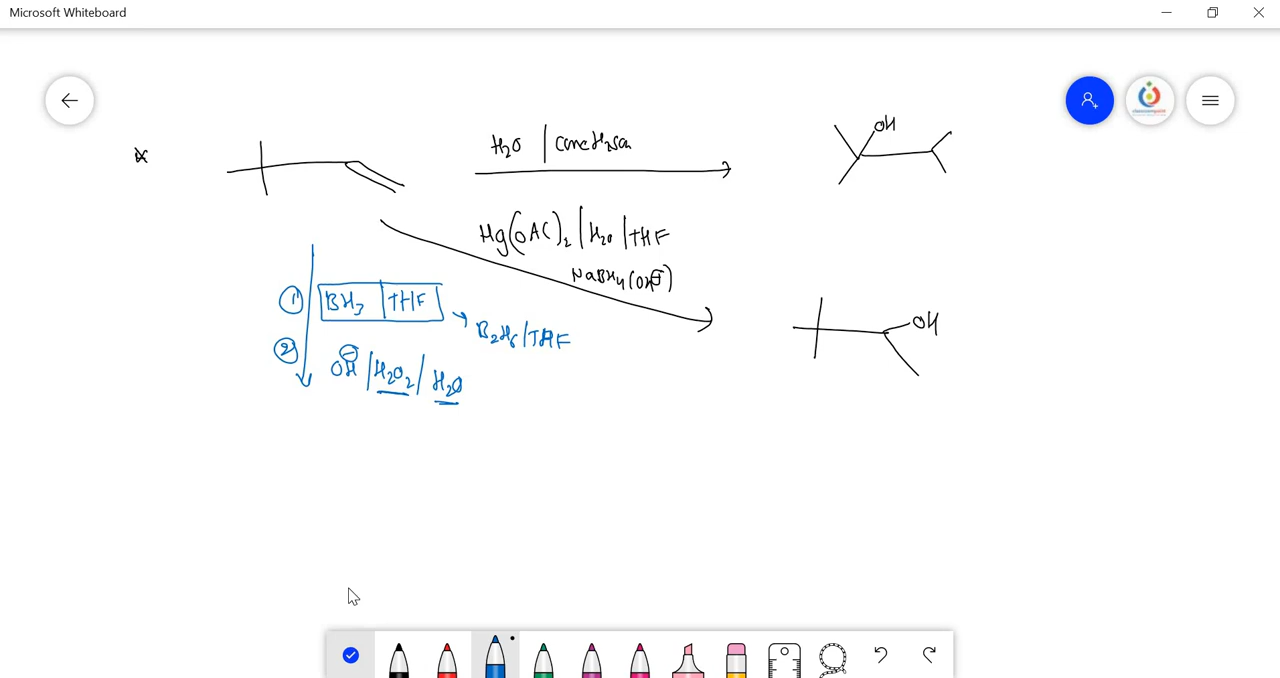 Microsoft Whiteboard
H₂O | Conc H₂SO₄
OH
Hg(OAC)₂ | H₂O | THF
NaBH₄ (OH⊖)
① BH₃ | THF
→ B₂H₆ / THF
OH
② OH⊖ / H₂O₂ / H₂O